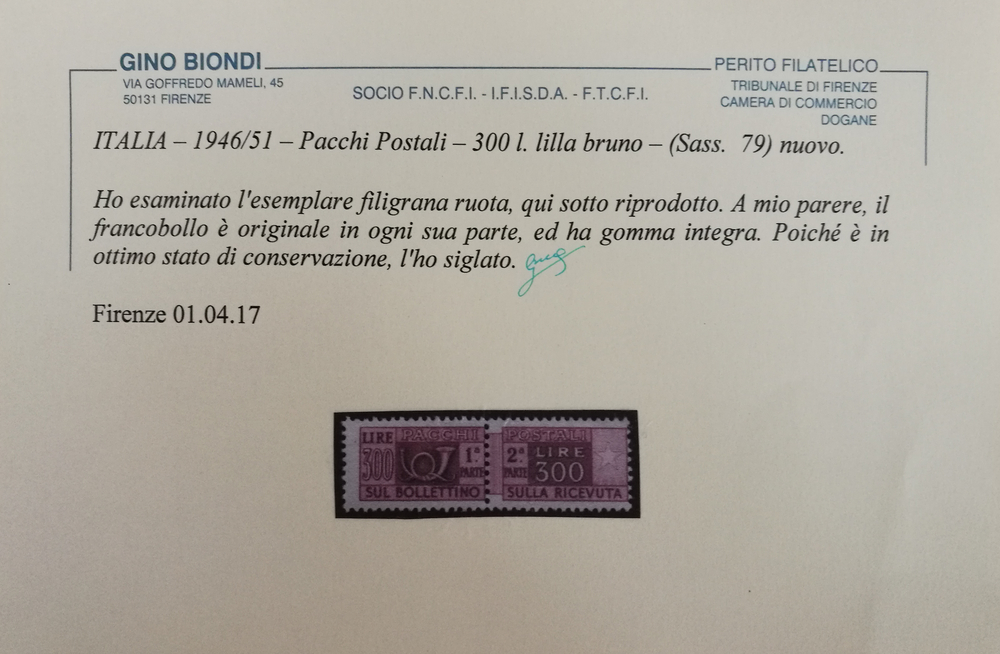 GINO BIONDI
VIA GOFFREDO MAMELI, 45
50131 FIRENZE
SOCIO F.N.C.F.I. - I.F.I.S.D.A. - F.T.C.F.I.
PERITO FILATELICO
TRIBUNALE DI FIRENZE
CAMERA DI COMMERCIO
DOGANE
ITALIA – 1946/51 – Pacchi Postali – 300 l. lilla bruno – (Sass. 79) nuovo.
Ho esaminato l'esemplare filigrana ruota, qui sotto riprodotto. A mio parere, il
francobollo è originale in ogni sua parte, ed ha gomma integra. Poiché è in
ottimo stato di conservazione, l'ho siglato.
Firenze 01.04.17
LIRE PACCHI POSTALI
300 1ª PARTE 2ª PARTE LIRE 300
SUL BOLLETTINO SULLA RICEVUTA